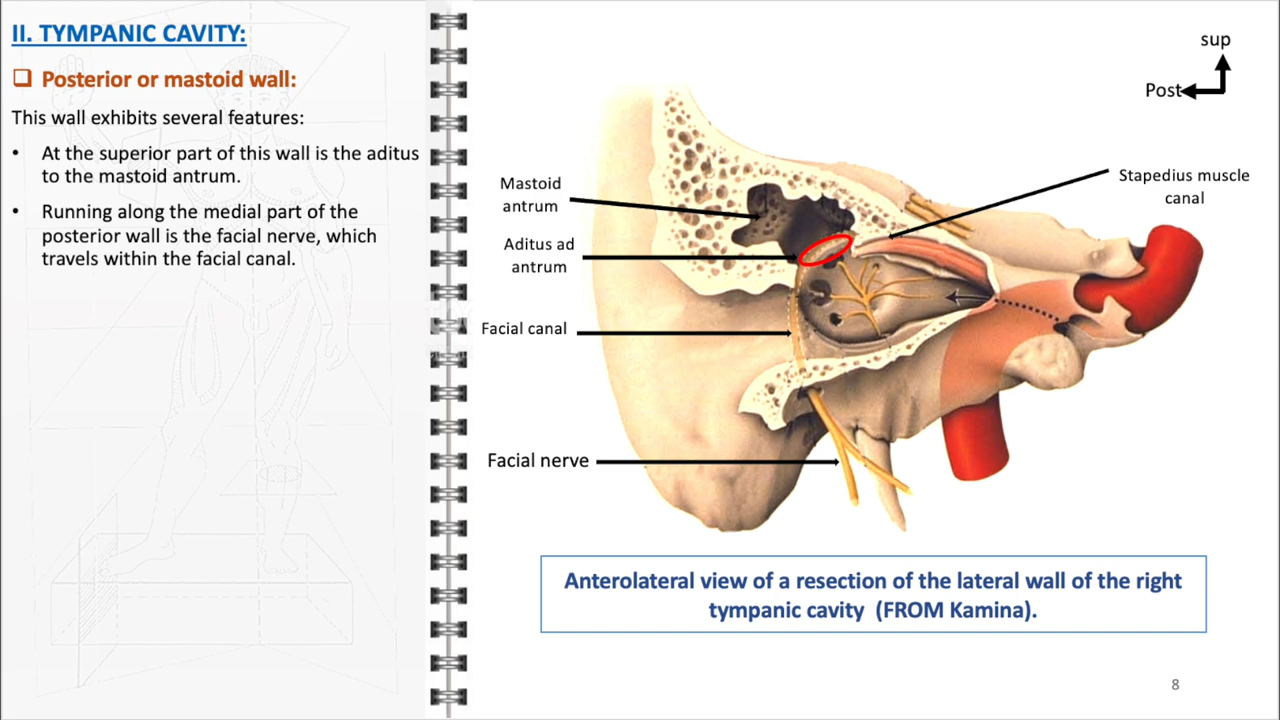 II. TYMPANIC CAVITY:
❑ Posterior or mastoid wall:
This wall exhibits several features:
• At the superior part of this wall is the aditus
to the mastoid antrum.
• Running along the medial part of the
posterior wall is the facial nerve, which
travels within the facial canal.
sup
Post
Mastoid
antrum
Stapedius muscle
canal
Aditus ad
antrum
Facial canal
Facial nerve
Anterolateral view of a resection of the lateral wall of the right
tympanic cavity (FROM Kamina).
8